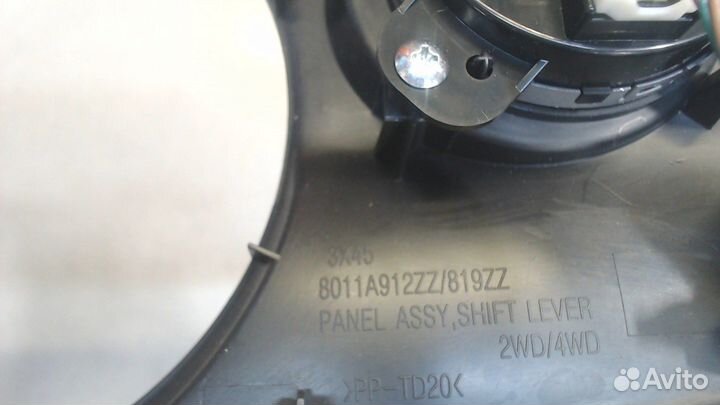 3X45
8011A912ZZ/819ZZ
PANEL ASSY,SHIFT LEVER
2WD/4WD
>PP-TD20<
Avito